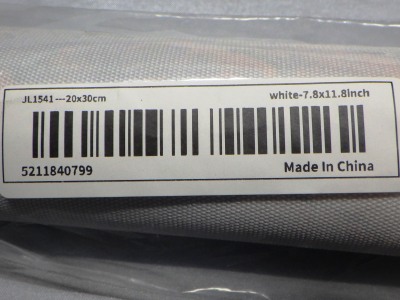 JL1541---20x30cm white-7.8x11.8Inch
5211840799 Made In China